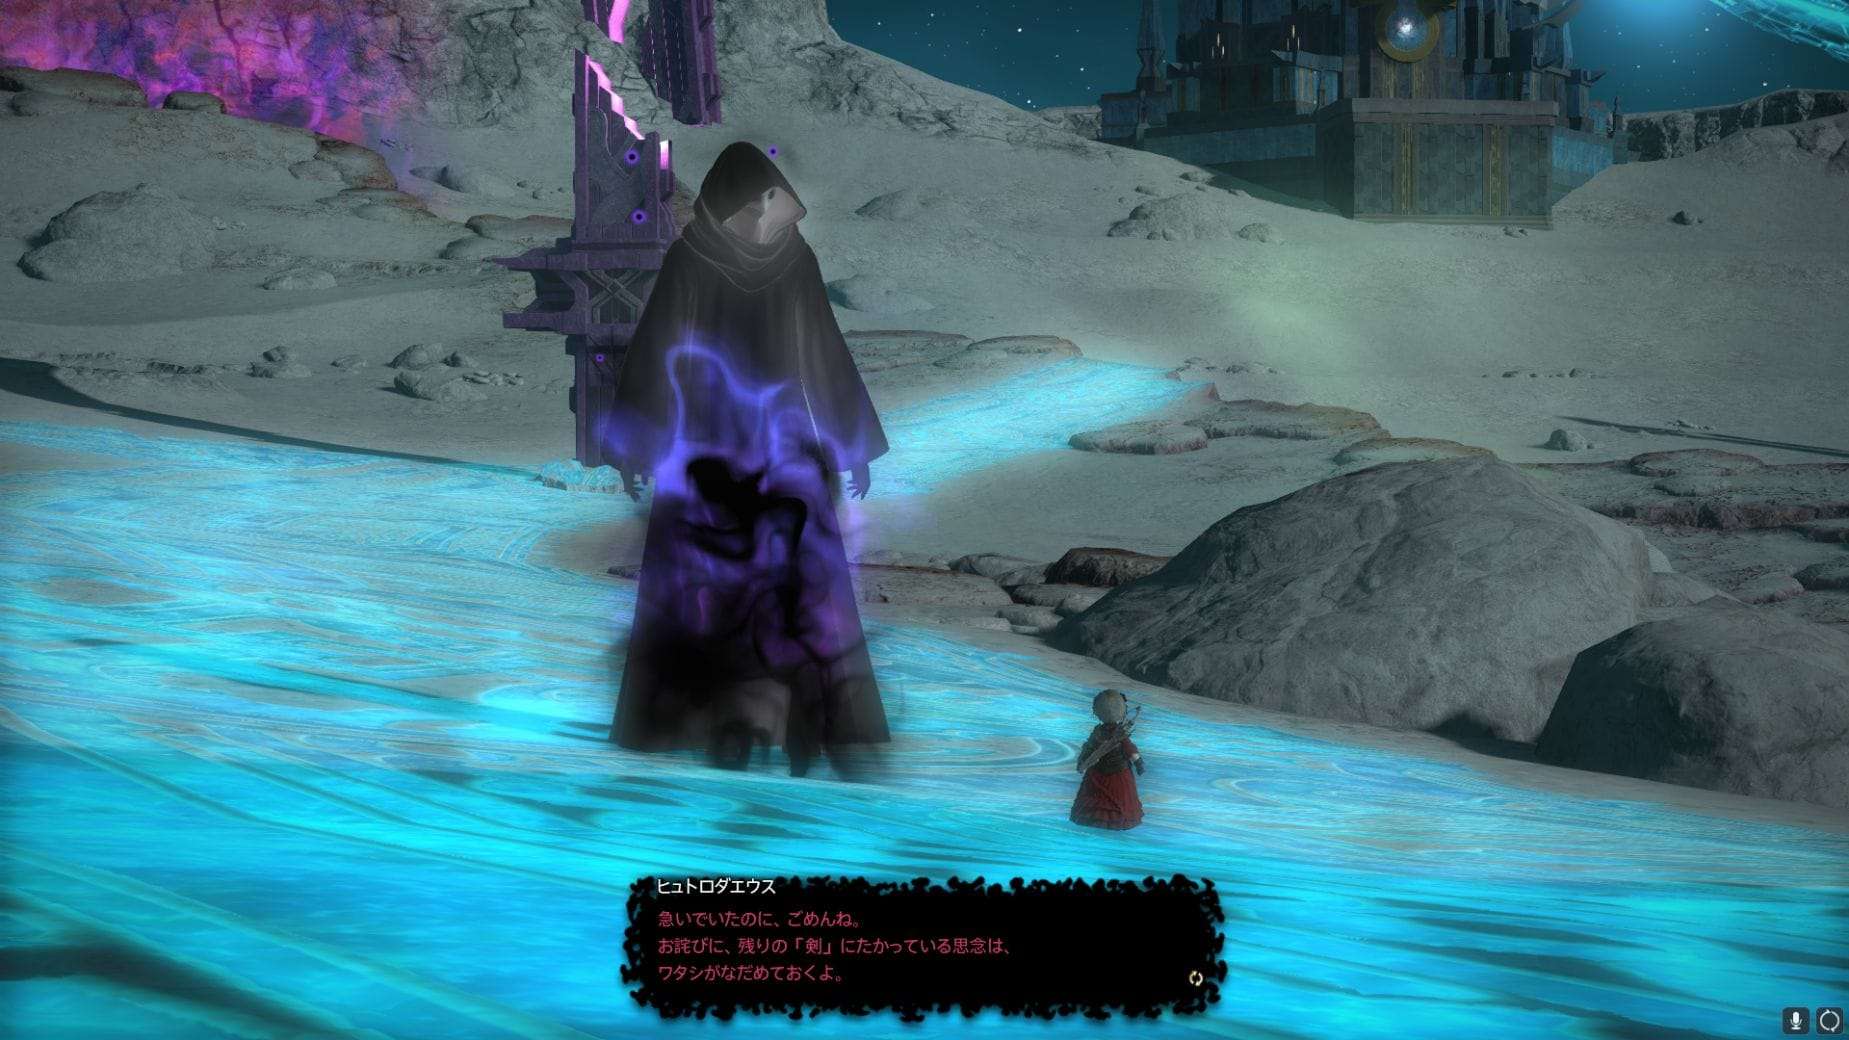 ヒュトロダエウス
急いでいたのに、ごめんね。
お詫びに、残りの「剣」にたかっている思念は、
ワタシがなだめておくよ。